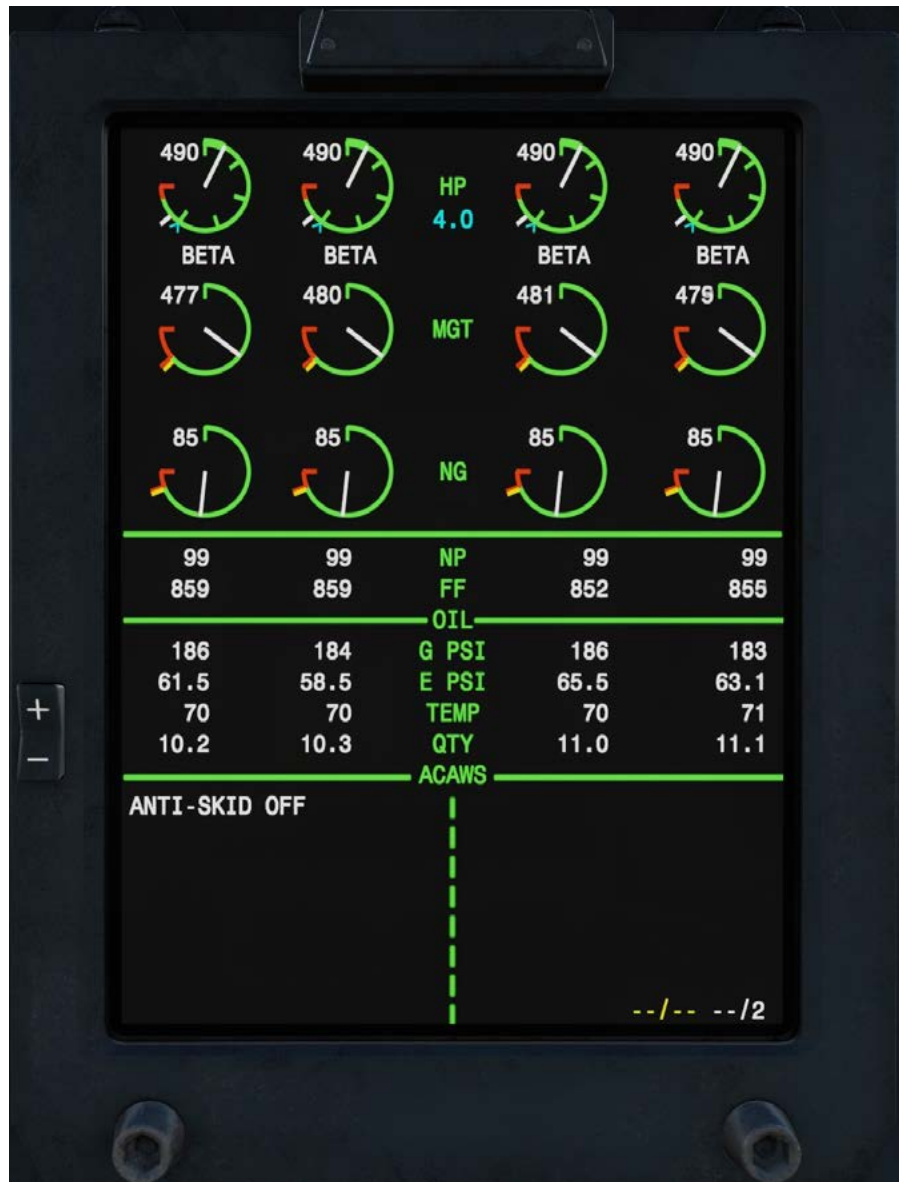 490 490 HP 490 490
4.0
BETA BETA BETA BETA
477 480 MGT 481 479
85 85 NG 85 85
99 99 NP 99 99
859 859 FF 852 855
OIL
186 184 G PSI 186 183
61.5 58.5 E PSI 65.5 63.1
70 70 TEMP 70 71
10.2 10.3 QTY 11.0 11.1
ACAWS
ANTI-SKID OFF
--/-- --/2
+
−